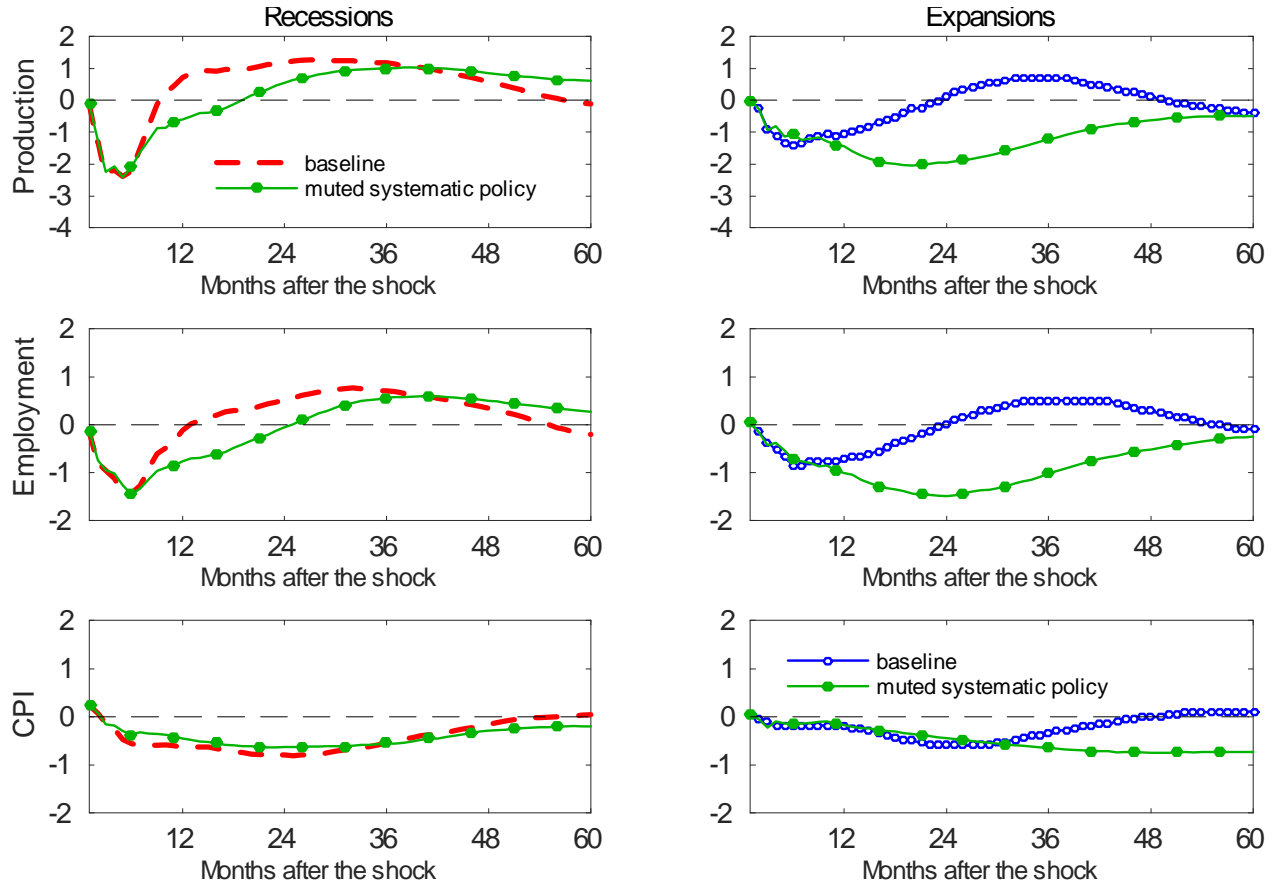 Recessions
Production
2
1
0
-1
-2
-3
-4
baseline
muted systematic policy
12 24 36 48 60
Months after the shock
Expansions
2
1
0
-1
-2
-3
-4
12 24 36 48 60
Months after the shock
Employment
2
1
0
-1
-2
12 24 36 48 60
Months after the shock
2
1
0
-1
-2
12 24 36 48 60
Months after the shock
CPI
2
1
0
-1
-2
12 24 36 48 60
Months after the shock
2
1
0
-1
-2
baseline
muted systematic policy
12 24 36 48 60
Months after the shock